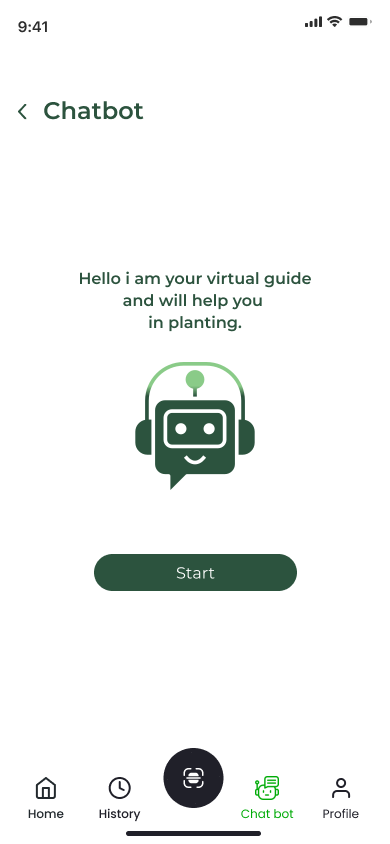 9:41
Chatbot
Hello i am your virtual guide
and will help you
in planting.
Start
Home
History
Chat bot
Profile